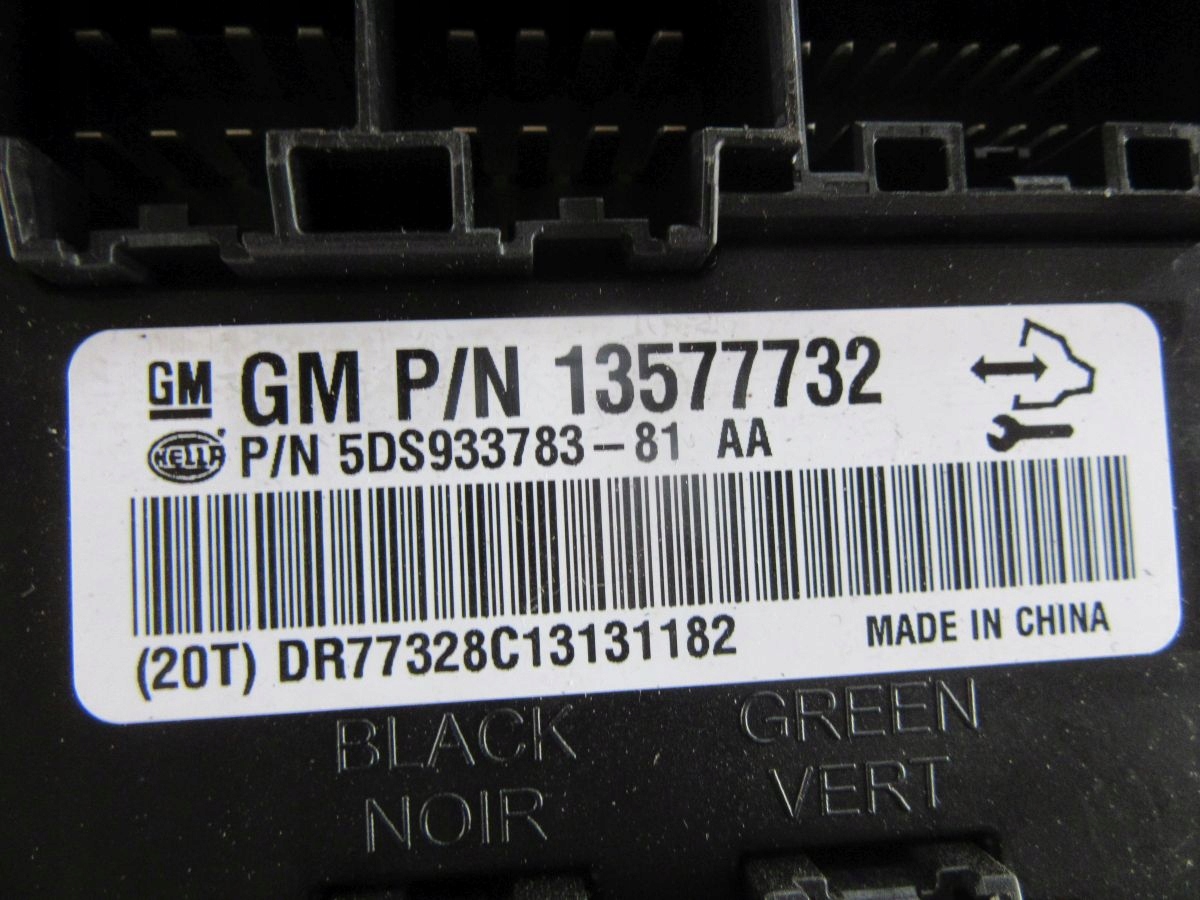 GM GM P/N 13577732
HELLA P/N 5DS933783-81 AA
(20T) DR77328C13131182 MADE IN CHINA
BLACK GREEN
NOIR VERT